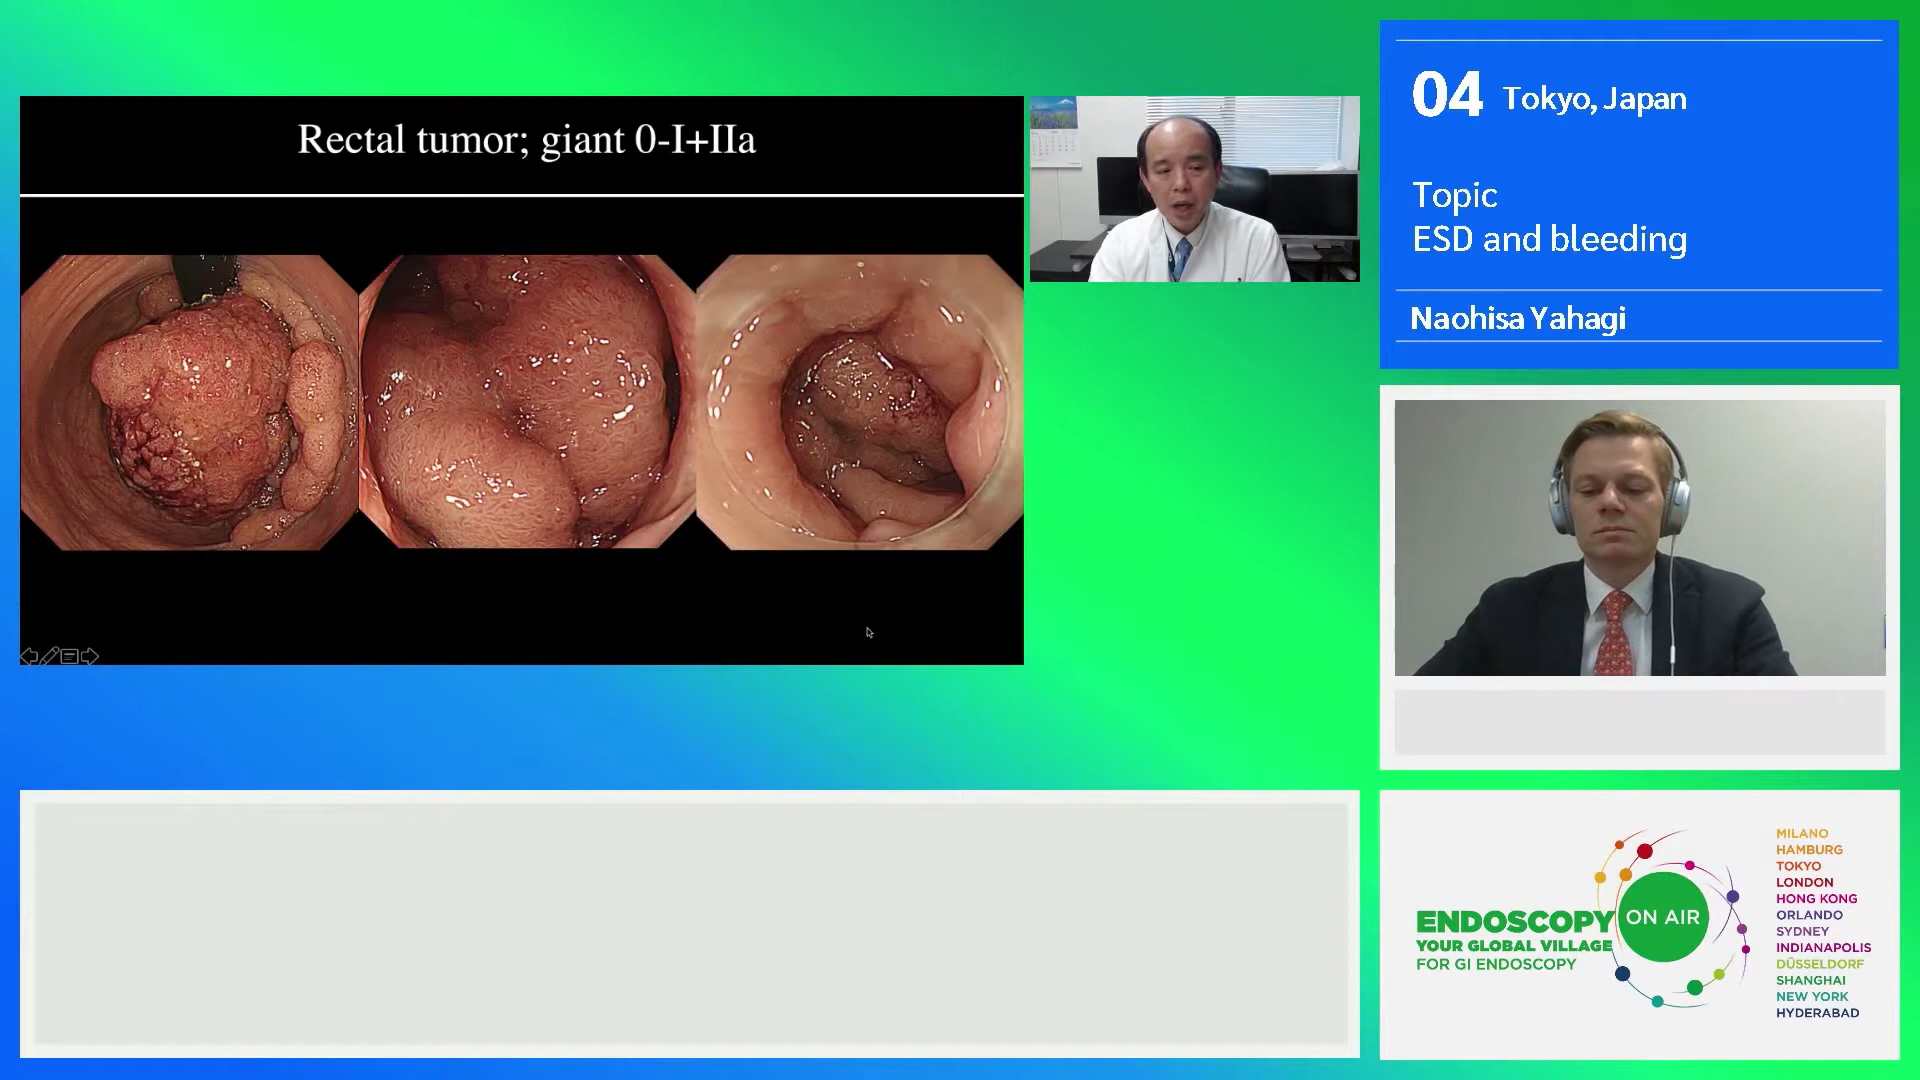 Rectal tumor; giant 0-I+IIa
04 Tokyo, Japan
Topic
ESD and bleeding
Naohisa Yahagi
ENDOSCOPY ON AIR
YOUR GLOBAL VILLAGE
FOR GI ENDOSCOPY
MILANO
HAMBURG
TOKYO
LONDON
HONG KONG
ORLANDO
SYDNEY
INDIANAPOLIS
DÜSSELDORF
SHANGHAI
NEW YORK
HYDERABAD